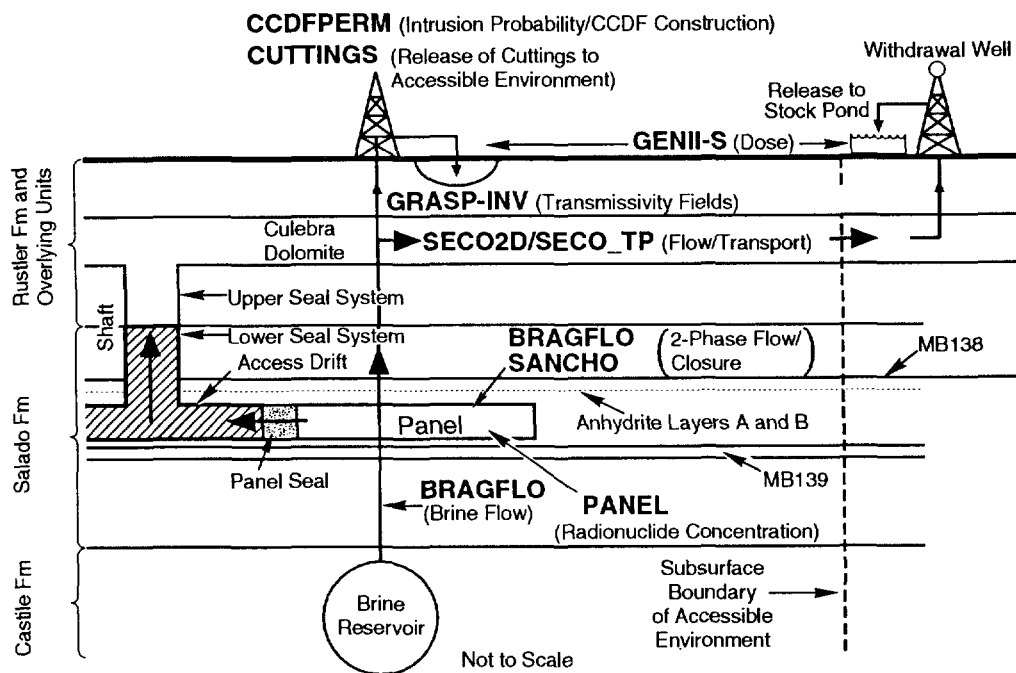 CCDFPERM (Intrusion Probability/CCDF Construction)
CUTTINGS (Release of Cuttings to
Accessible Environment)
Withdrawal Well
Release to
Stock Pond
GENII-S (Dose)
Rustler Fm and
Overlying Units
GRASP-INV (Transmissivity Fields)
Culebra
Dolomite
SECO2D/SECO_TP (Flow/Transport)
Upper Seal System
Shaft
Lower Seal System
Access Drift
BRAGFLO
SANCHO
(2-Phase Flow/
Closure)
MB138
Salado Fm
Anhydrite Layers A and B
Panel
Panel Seal
MB139
BRAGFLO
(Brine Flow)
PANEL
(Radionuclide Concentration)
Castile Fm
Brine
Reservoir
Subsurface
Boundary
of Accessible
Environment
Not to Scale